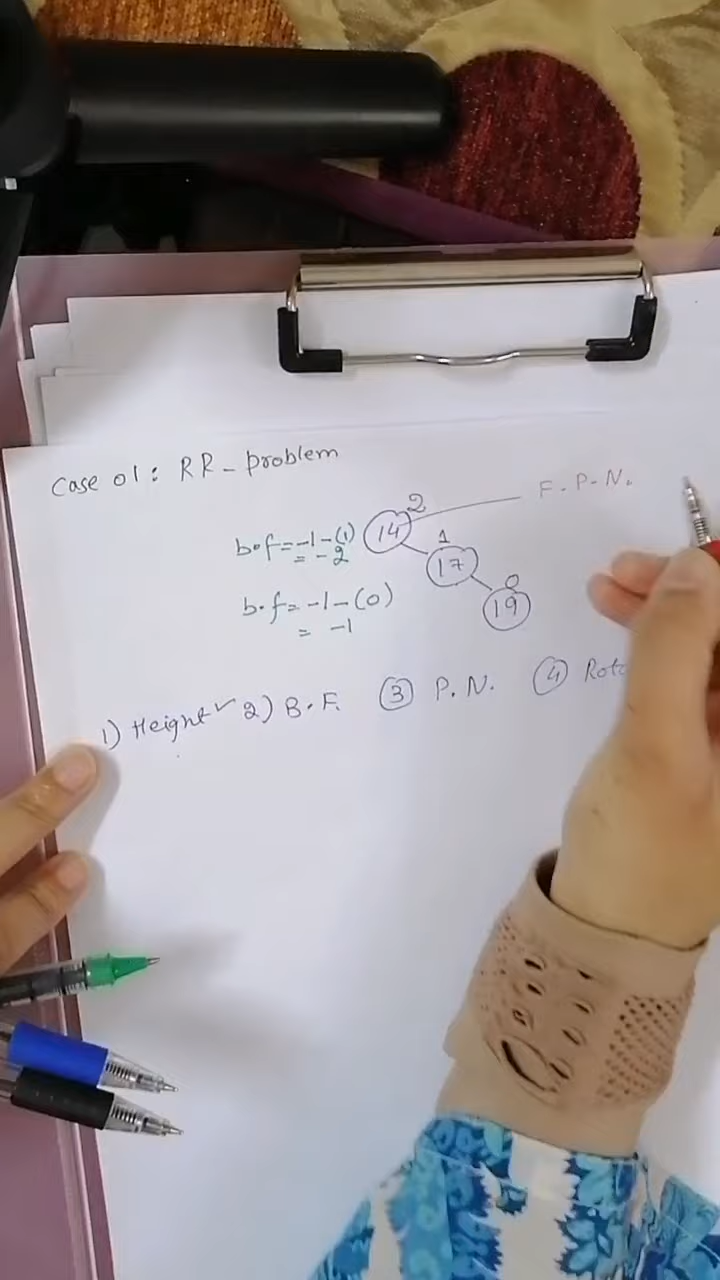 Case 01: RR-problem
2 F.P.N.
b.f=-1-(1) 14 1
= -2 17
b.f=-1-(0) 0
= -1 19
1) Height ✓ 2) B.F. ③ P.N. ④ Rot